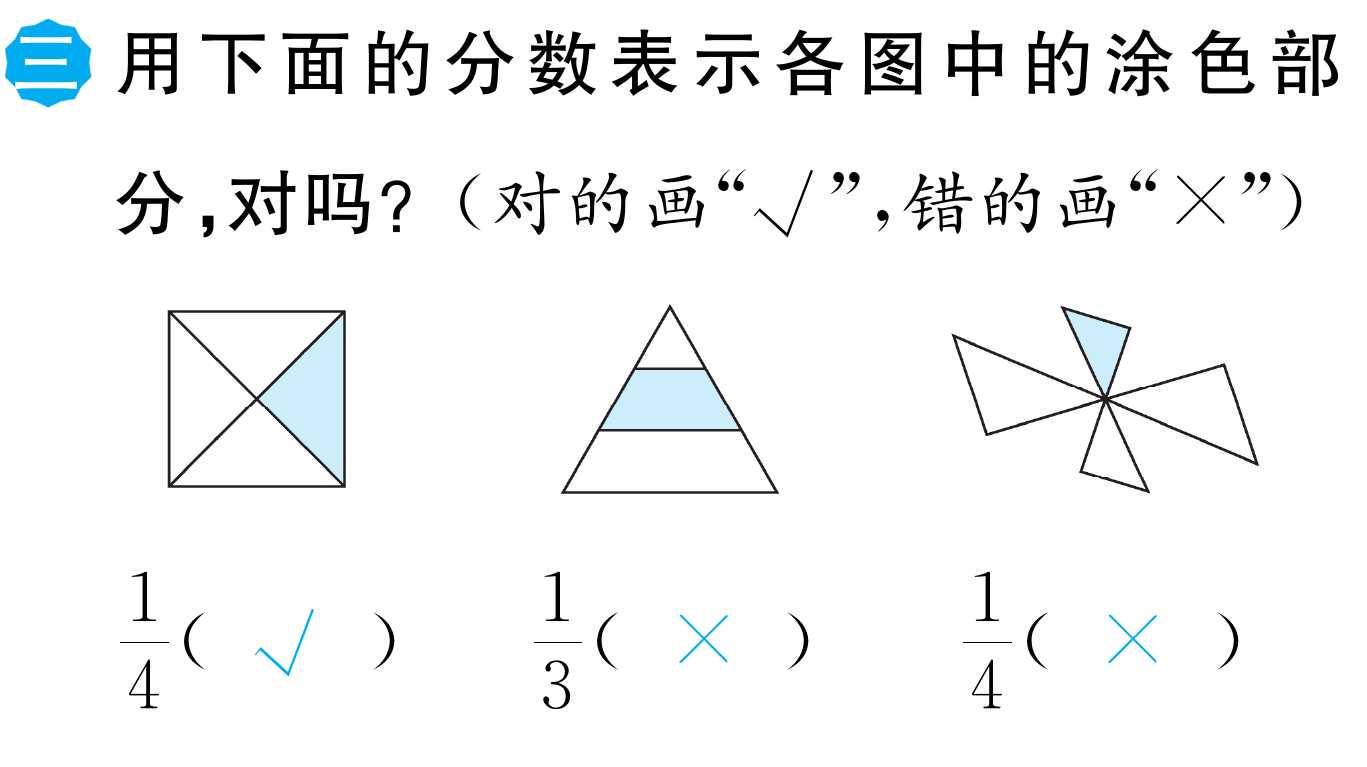 三 用下面的分数表示各图中的涂色部
分,对吗?(对的画“√”,错的画“×”)
1/4( √ ) 1/3( × ) 1/4( × )